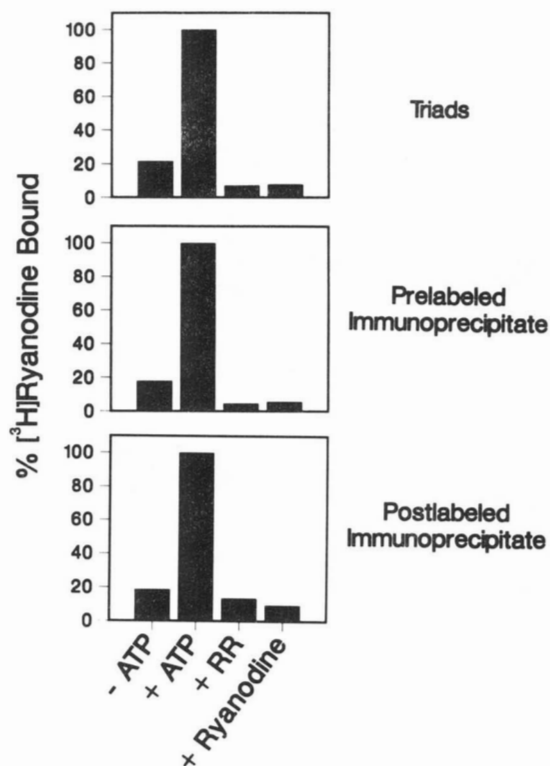 % [³H]Ryanodine Bound
100
80
60
40
20
0
Triads
100
80
60
40
20
0
Prelabeled
Immunoprecipitate
100
80
60
40
20
0
Postlabeled
Immunoprecipitate
- ATP
+ ATP
+ RR
+ Ryanodine